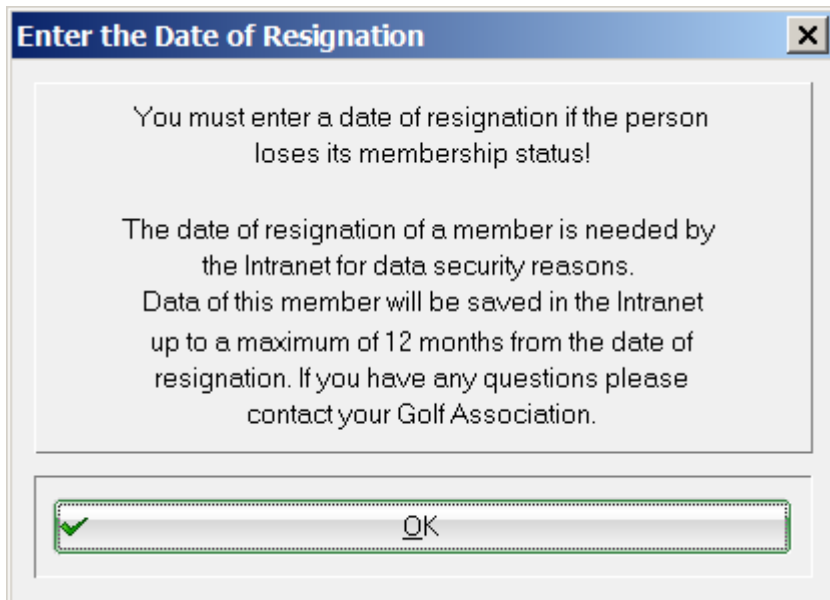 Enter the Date of Resignation
You must enter a date of resignation if the person
loses its membership status!
The date of resignation of a member is needed by
the Intranet for data security reasons.
Data of this member will be saved in the Intranet
up to a maximum of 12 months from the date of
resignation. If you have any questions please
contact your Golf Association.
OK